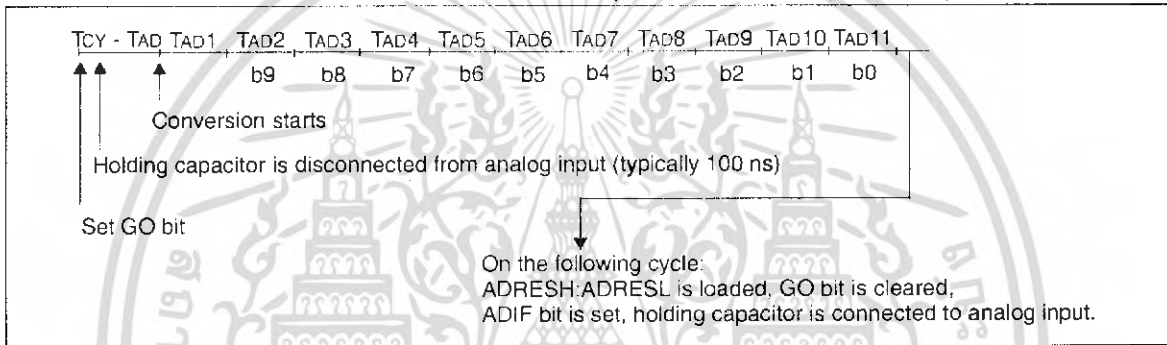 TCY - TAD TAD1 TAD2 TAD3 TAD4 TAD5 TAD6 TAD7 TAD8 TAD9 TAD10 TAD11
b9 b8 b7 b6 b5 b4 b3 b2 b1 b0
Conversion starts
Holding capacitor is disconnected from analog input (typically 100 ns)
Set GO bit
On the following cycle:
ADRESH:ADRESL is loaded, GO bit is cleared,
ADIF bit is set, holding capacitor is connected to analog input.